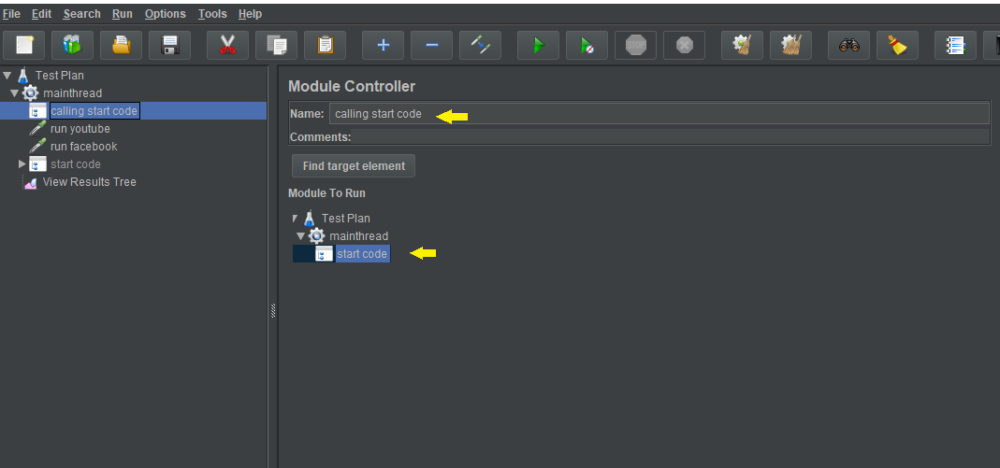 File Edit Search Run Options Tools Help
STOP
Test Plan
mainthread
calling start code
run youtube
run facebook
start code
View Results Tree
Module Controller
Name: calling start code
Comments:
Find target element
Module To Run
Test Plan
mainthread
start code